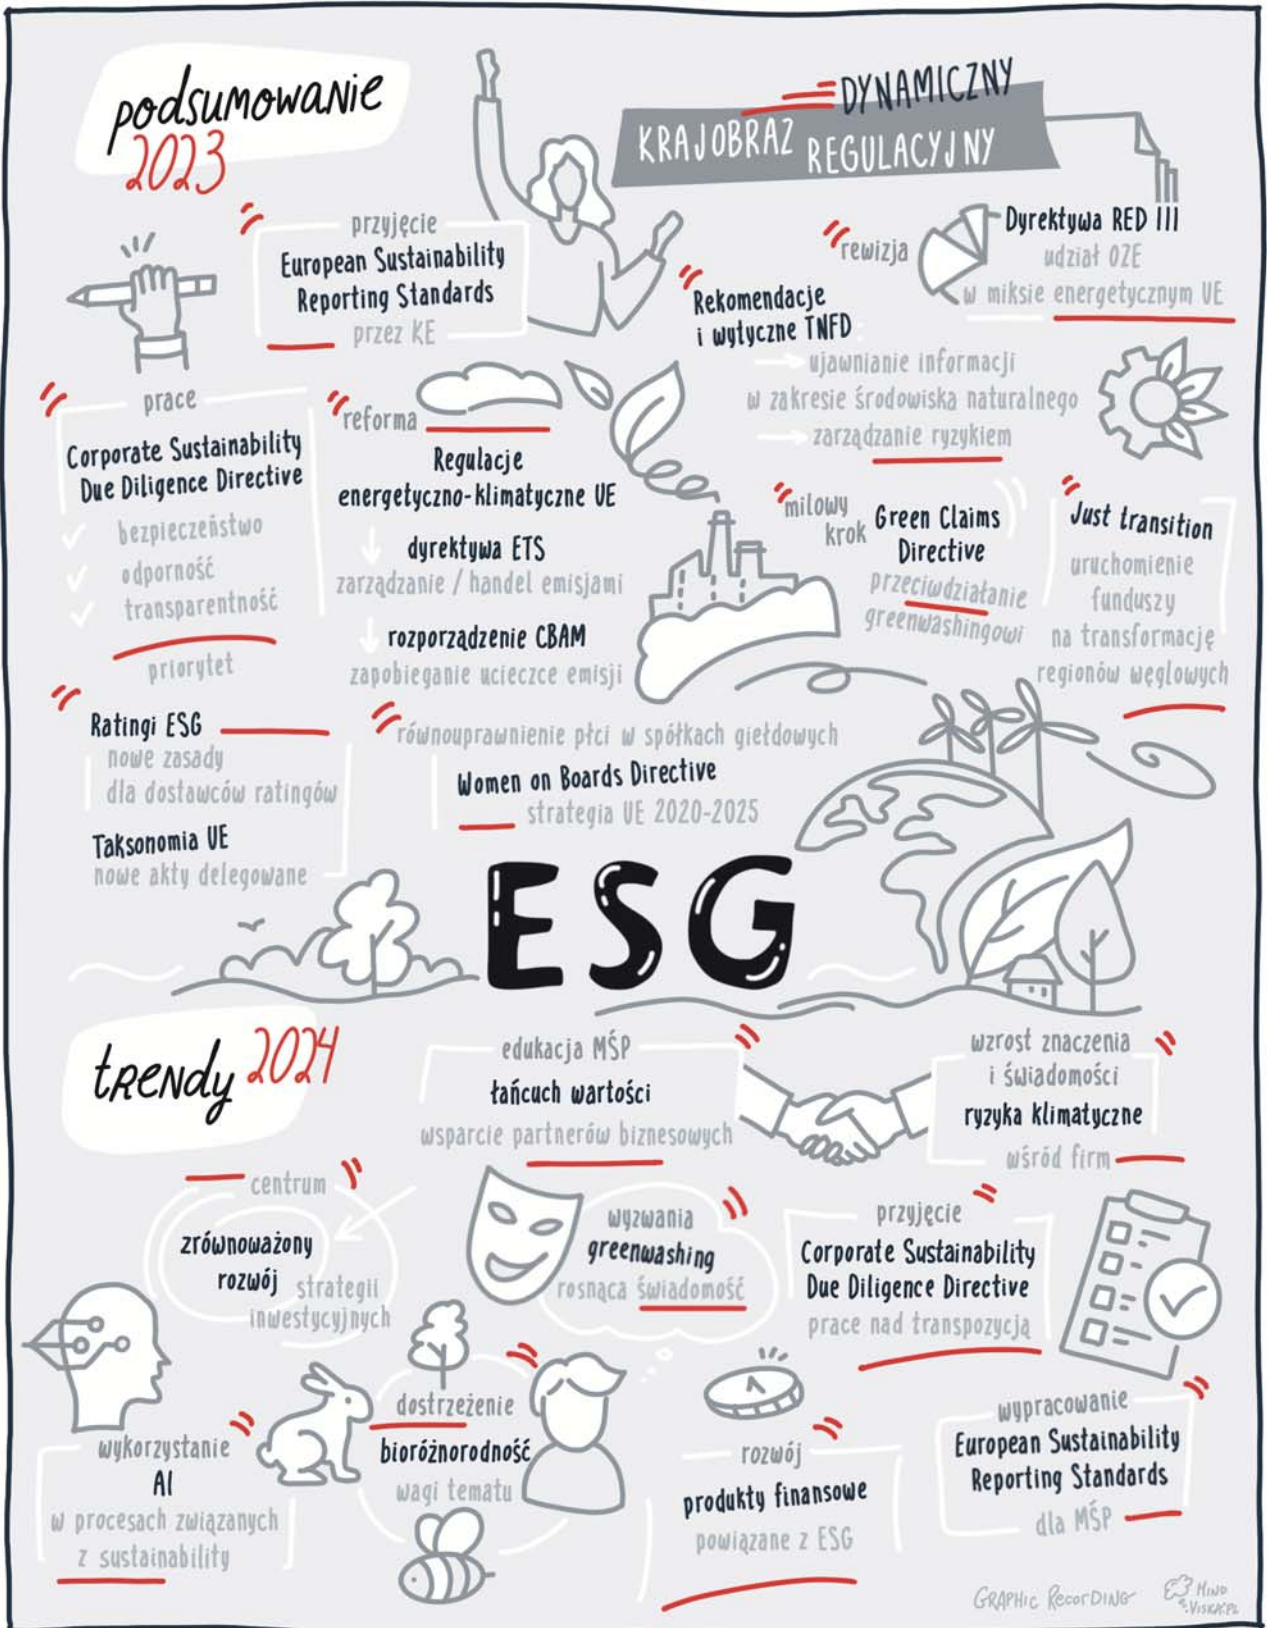 podsumowanie
2023
DYNAMICZNY
KRAJOBRAZ REGULACYJNY
przyjęcie
European Sustainability
Reporting Standards
przez KE
rewizja
Dyrektywa RED III
udział OZE
w miksie energetycznym UE
Rekomendacje
i wytyczne TNFD
ujawnianie informacji
w zakresie środowiska naturalnego
zarządzanie ryzykiem
prace
Corporate Sustainability
Due Diligence Directive
bezpieczeństwo
odporność
transparentność
priorytet
reforma
Regulacje
energetyczno-klimatyczne UE
dyrektywa ETS
zarządzanie / handel emisjami
rozporządzenie CBAM
zapobieganie ucieczce emisji
milowy
krok
Green Claims
Directive
przeciwdziałanie
greenwashingowi
Just transition
uruchomienie
funduszy
na transformację
regionów węglowych
Ratingi ESG
nowe zasady
dla dostawców ratingów
Taksonomia UE
nowe akty delegowane
równouprawnienie płci w spółkach giełdowych
Women on Boards Directive
strategia UE 2020-2025
ESG
trendy 2024
edukacja MŚP
łańcuch wartości
wsparcie partnerów biznesowych
wzrost znaczenia
i świadomości
ryzyka klimatyczne
wśród firm
centrum
zrównoważony
rozwój
strategii
inwestycyjnych
wyzwania
greenwashing
rosnąca świadomość
przyjęcie
Corporate Sustainability
Due Diligence Directive
prace nad transpozycją
wykorzystanie
AI
w procesach związanych
z sustainability
dostrzeżenie
bioróżnorodność
wagi tematu
rozwój
produkty finansowe
powiązane z ESG
wypracowanie
European Sustainability
Reporting Standards
dla MŚP
GRAPHIC RECORDING
MIND
VISKA.PL